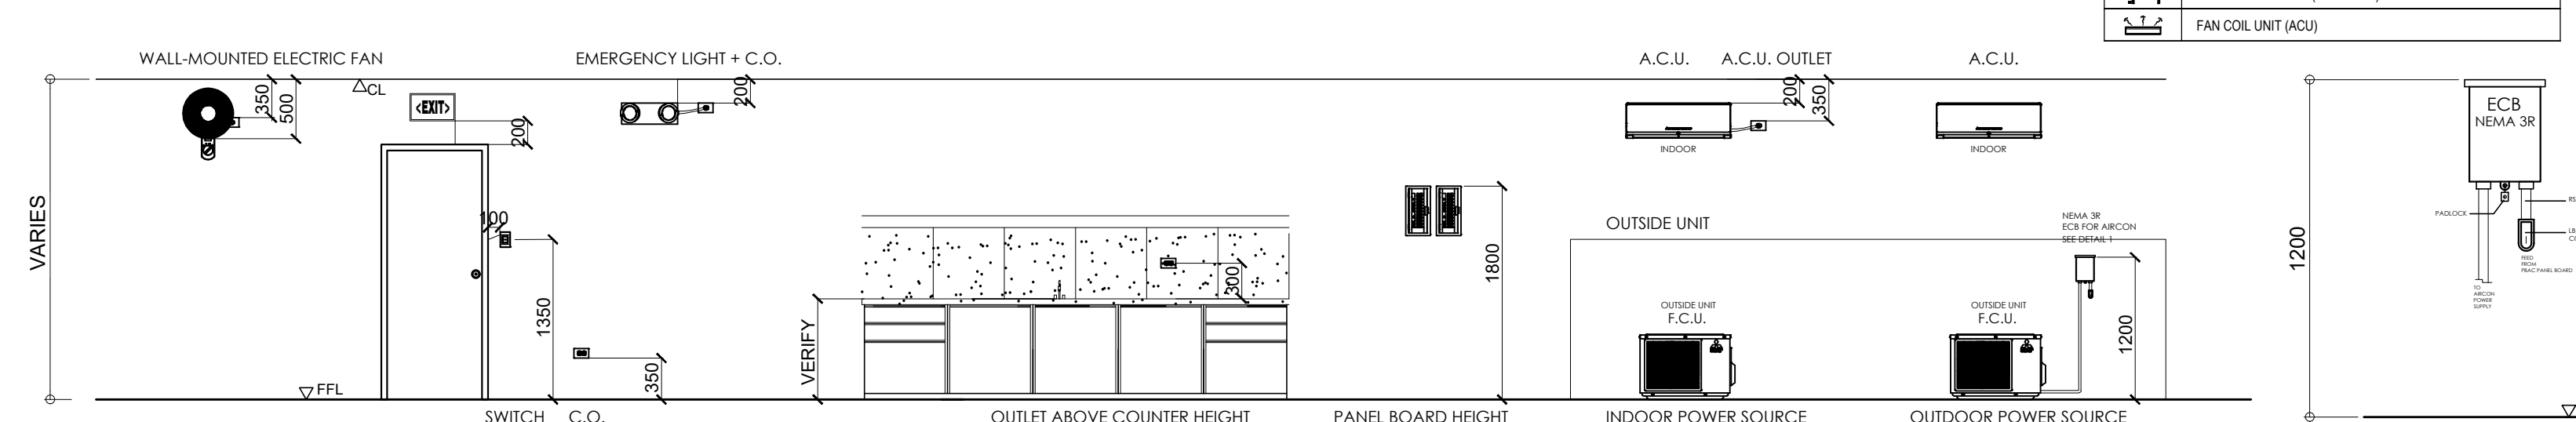 FAN COIL UNIT (ACU)
WALL-MOUNTED ELECTRIC FAN
EMERGENCY LIGHT + C.O.
A.C.U.
A.C.U. OUTLET
A.C.U.
CL
350
500
<EXIT>
200
200
200
350
INDOOR
INDOOR
ECB
NEMA 3R
VARIES
100
1350
350
FFL
VERIFY
300
1800
OUTSIDE UNIT
NEMA 3R
ECB FOR AIRCON
SEE DETAIL 1
OUTSIDE UNIT
F.C.U.
OUTSIDE UNIT
F.C.U.
1200
1200
PADLOCK
RS
LB
FEED
FROM
PBAC PANEL BOARD
TO
AIRCON
POWER
SUPPLY
SWITCH
C.O.
OUTLET ABOVE COUNTER HEIGHT
PANEL BOARD HEIGHT
INDOOR POWER SOURCE
OUTDOOR POWER SOURCE